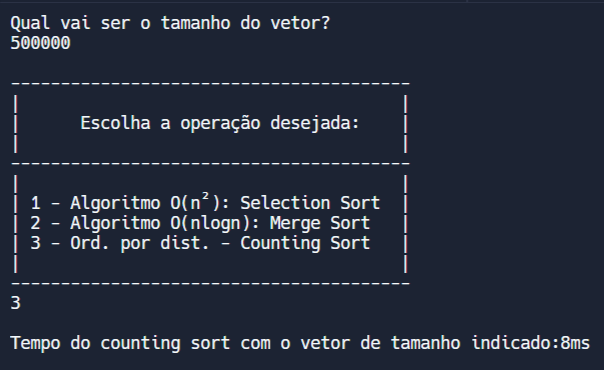 Qual vai ser o tamanho do vetor?
500000
----------------------------------------
|                                      |
|      Escolha a operação desejada:    |
|                                      |
----------------------------------------
|                                      |
| 1 - Algoritmo O(n²): Selection Sort  |
| 2 - Algoritmo O(nlogn): Merge Sort   |
| 3 - Ord. por dist. - Counting Sort   |
|                                      |
----------------------------------------
3
Tempo do counting sort com o vetor de tamanho indicado:8ms